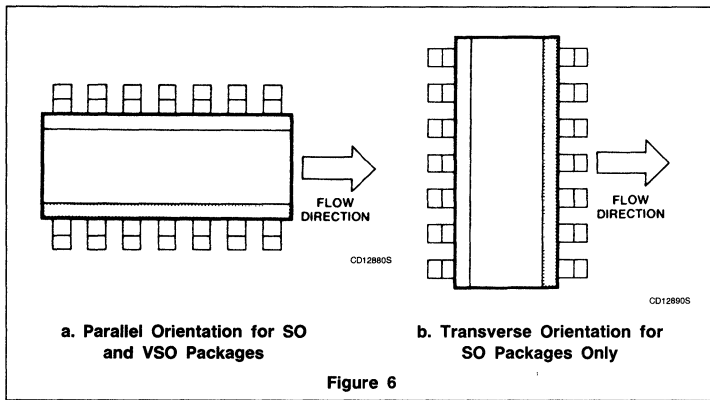 FLOW
DIRECTION
CD12880S
a. Parallel Orientation for SO
and VSO Packages
FLOW
DIRECTION
CD12890S
b. Transverse Orientation for
SO Packages Only
Figure 6